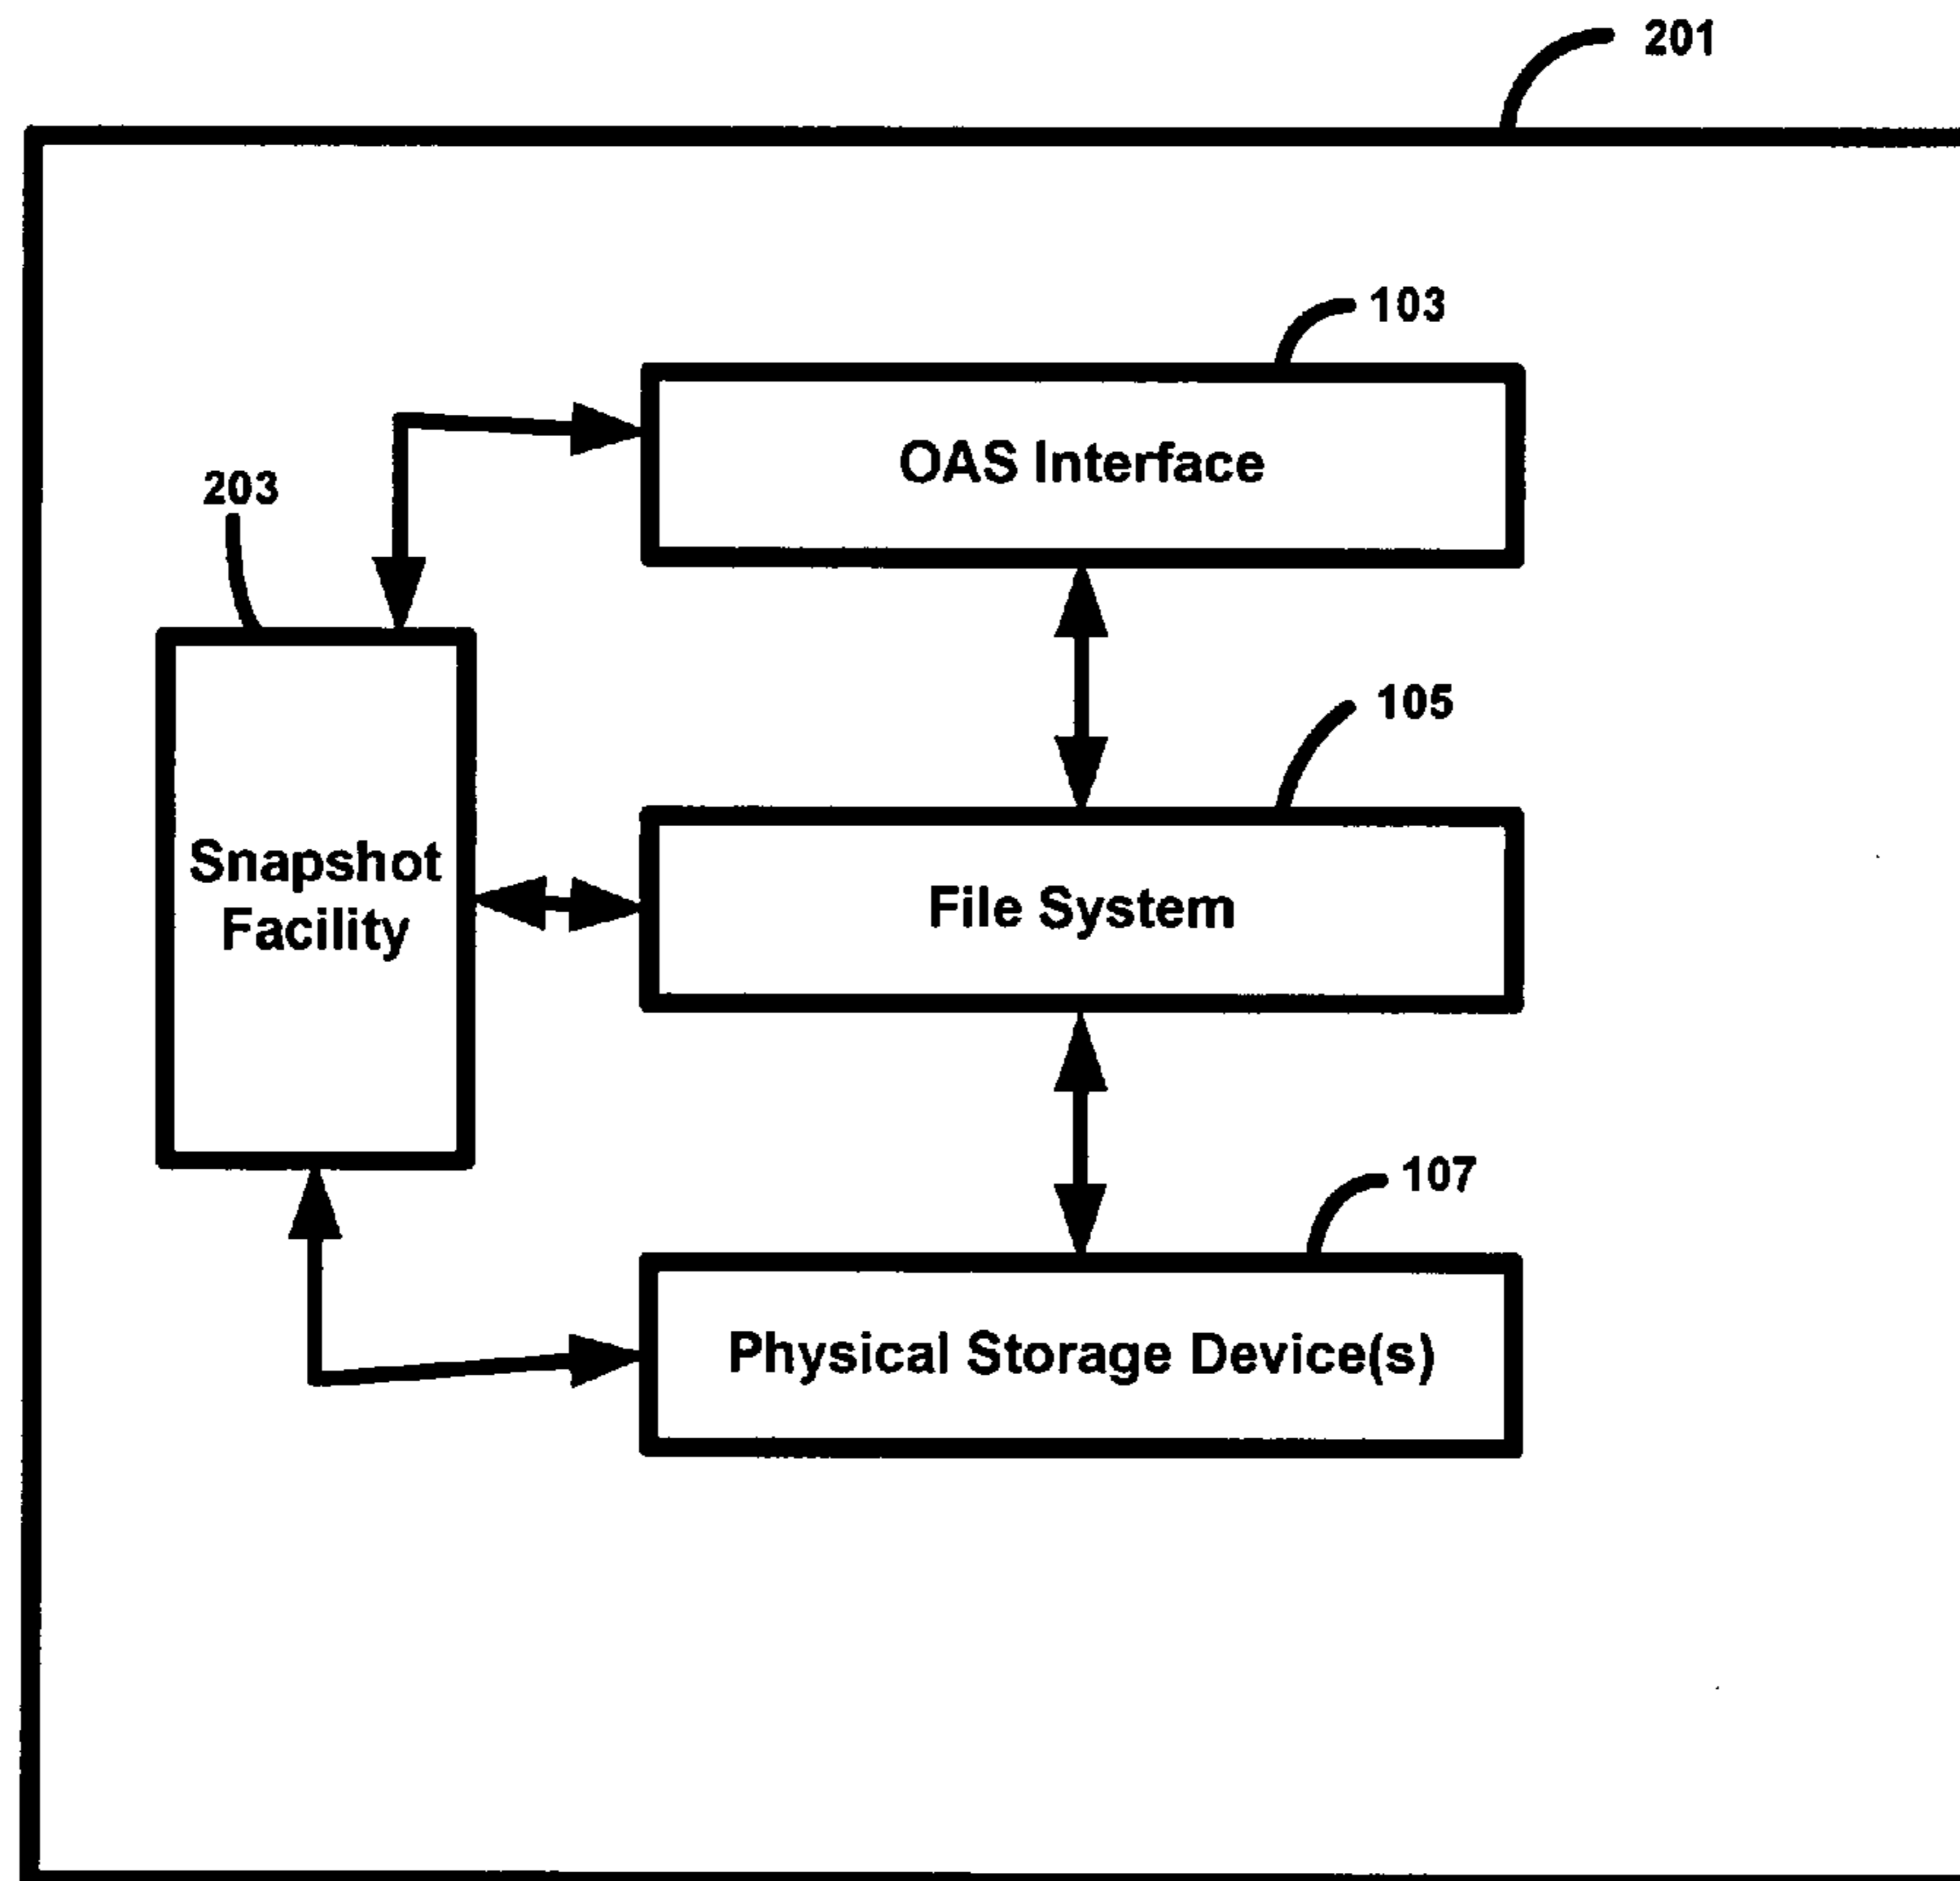 201
103
OAS Interface
203
105
Snapshot
Facility
File System
107
Physical Storage Device(s)